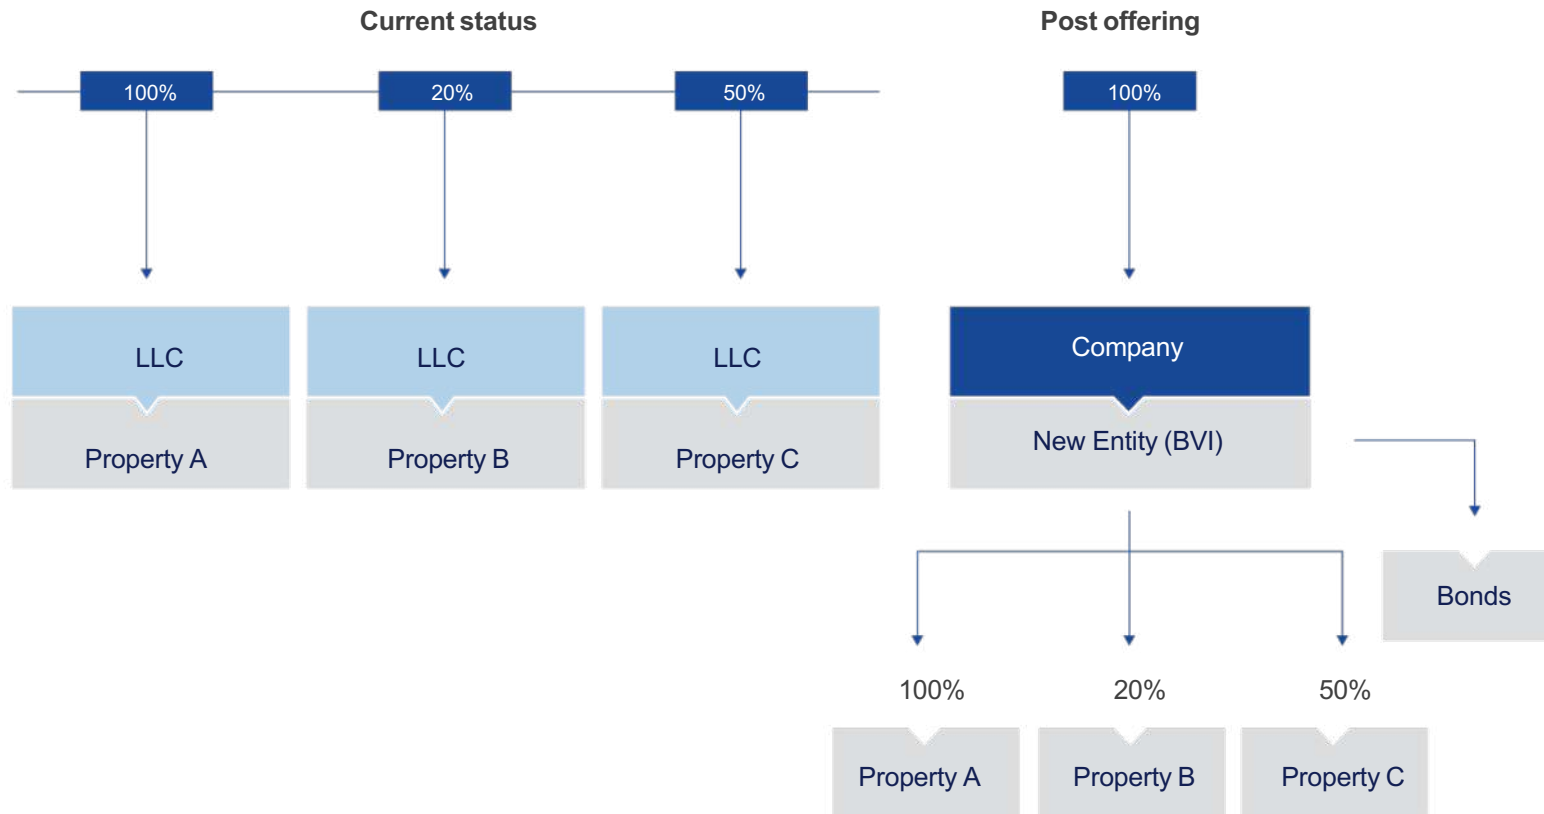 Current status
Post offering
100%
20%
50%
100%
LLC
LLC
LLC
Company
Property A
Property B
Property C
New Entity (BVI)
Bonds
100%
20%
50%
Property A
Property B
Property C